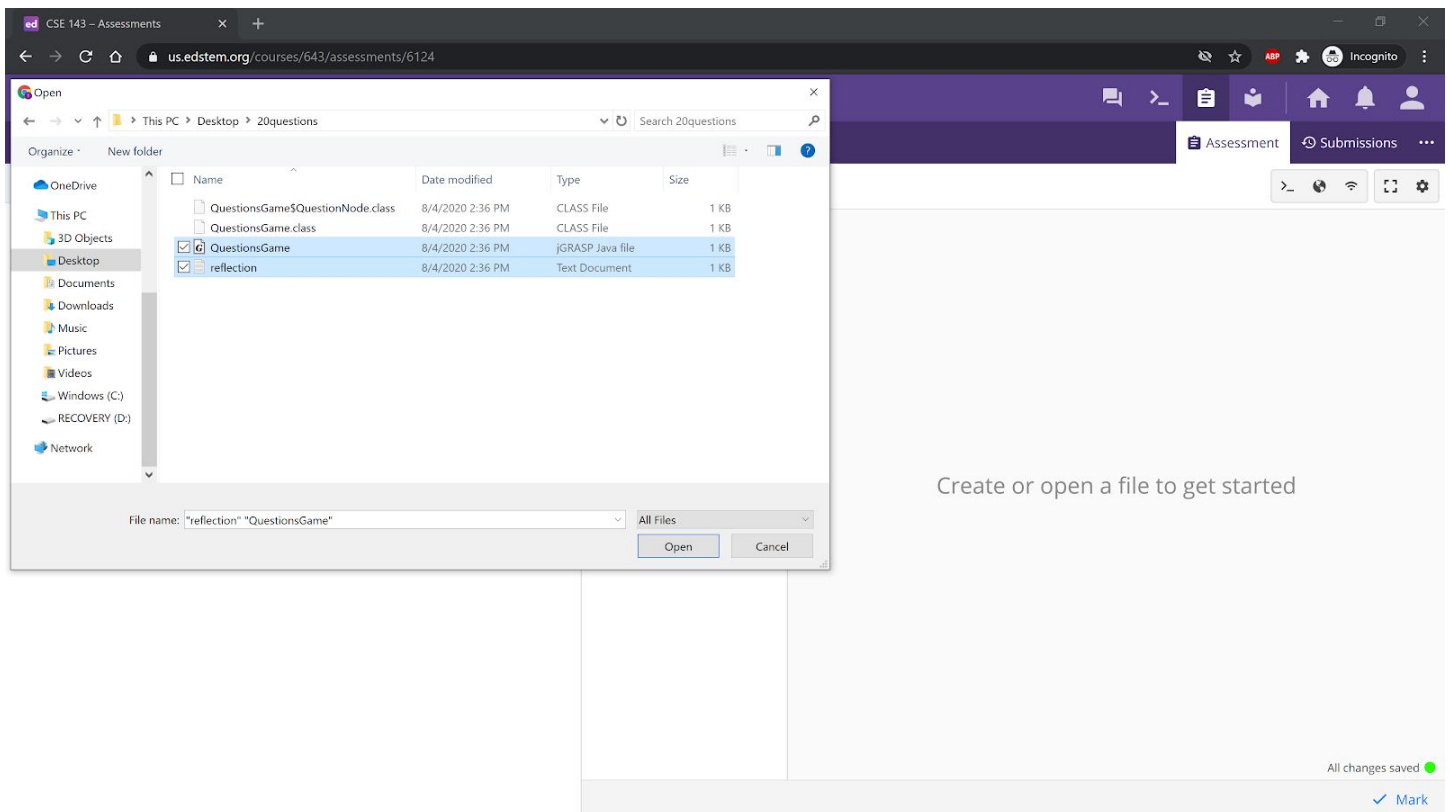 ed CSE 143 – Assessments
us.edstem.org/courses/643/assessments/6124
ABP
Incognito
Open
This PC > Desktop > 20questions
Search 20questions
Organize
New folder
Assessment
Submissions
Name
Date modified
Type
Size
OneDrive
This PC
3D Objects
Desktop
Documents
Downloads
Music
Pictures
Videos
Windows (C:)
RECOVERY (D:)
Network
QuestionsGame$QuestionNode.class 8/4/2020 2:36 PM CLASS File 1 KB
QuestionsGame.class 8/4/2020 2:36 PM CLASS File 1 KB
QuestionsGame 8/4/2020 2:36 PM jGRASP Java file 1 KB
reflection 8/4/2020 2:36 PM Text Document 1 KB
Create or open a file to get started
File name: "reflection" "QuestionsGame"
All Files
Open
Cancel
All changes saved
Mark